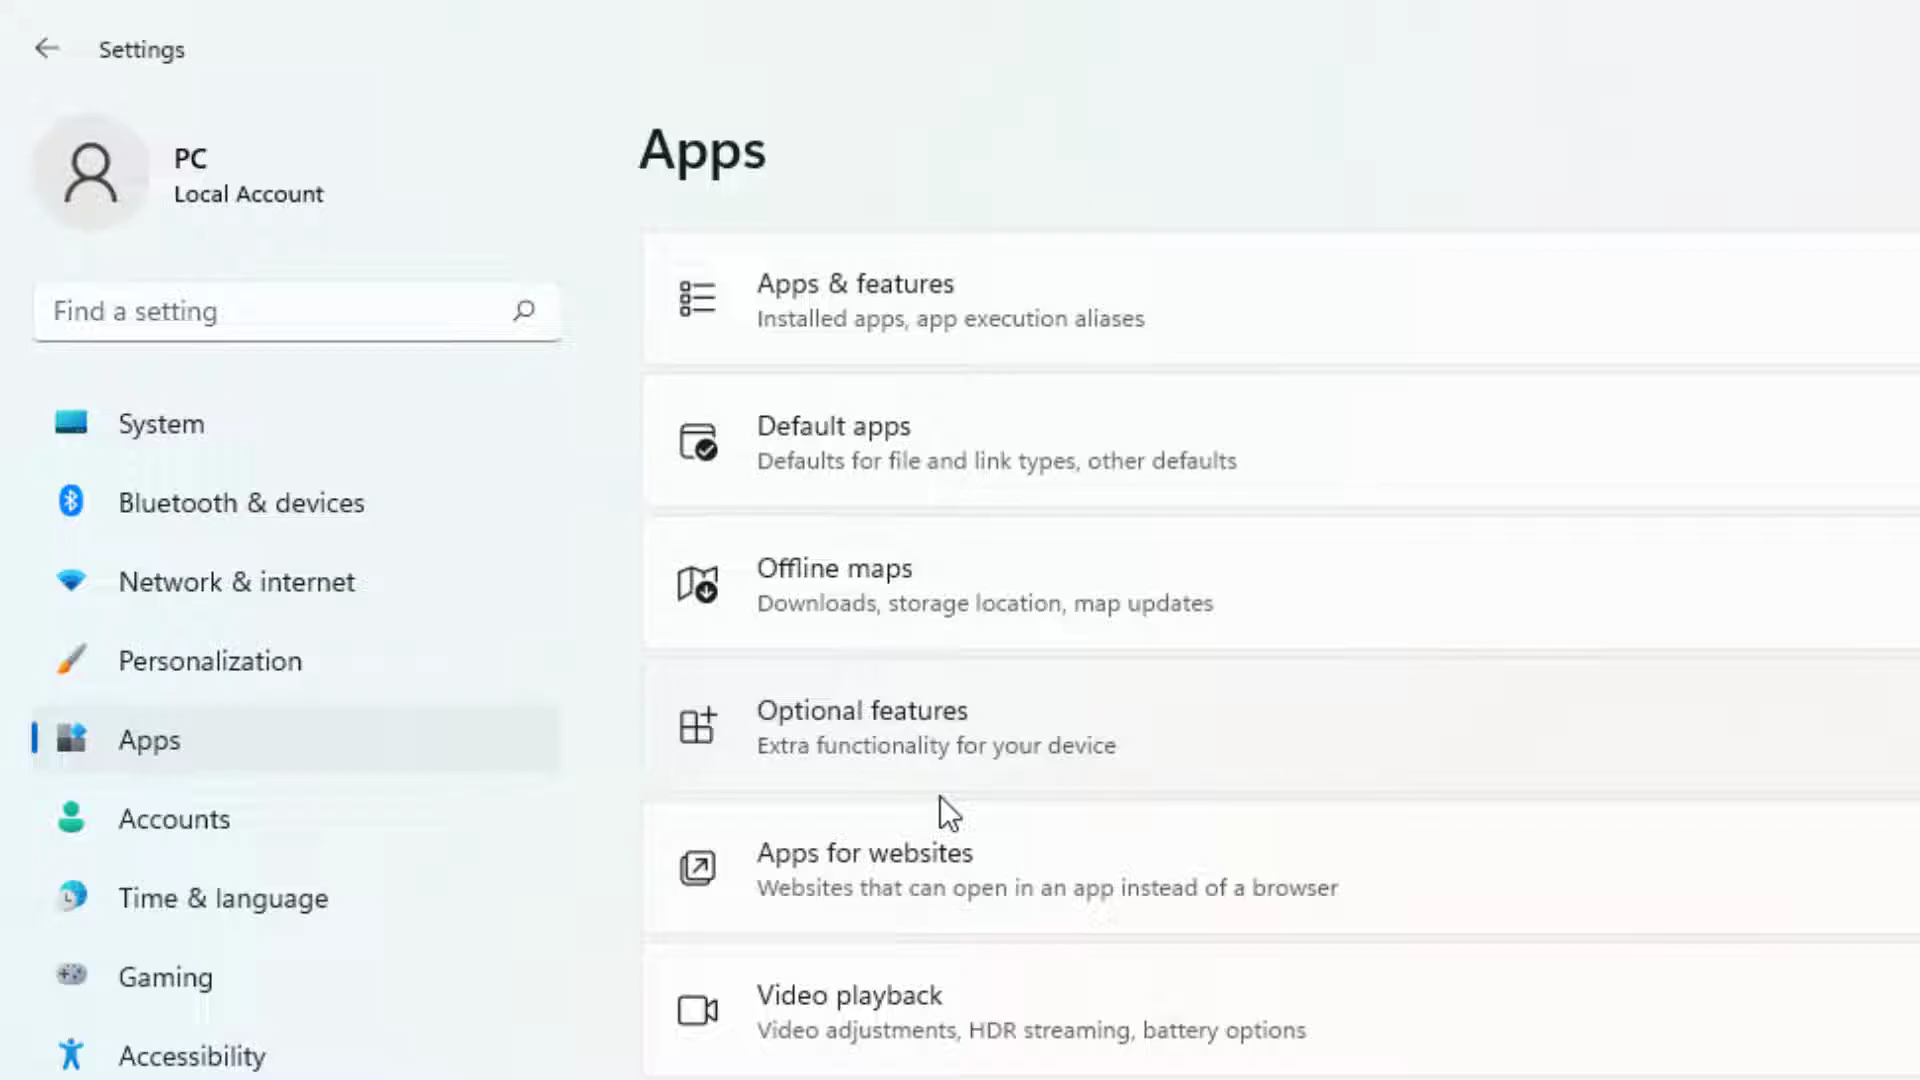 Settings
PC
Local Account
Find a setting
System
Bluetooth & devices
Network & internet
Personalization
Apps
Accounts
Time & language
Gaming
Accessibility
Apps
Apps & features
Installed apps, app execution aliases
Default apps
Defaults for file and link types, other defaults
Offline maps
Downloads, storage location, map updates
Optional features
Extra functionality for your device
Apps for websites
Websites that can open in an app instead of a browser
Video playback
Video adjustments, HDR streaming, battery options